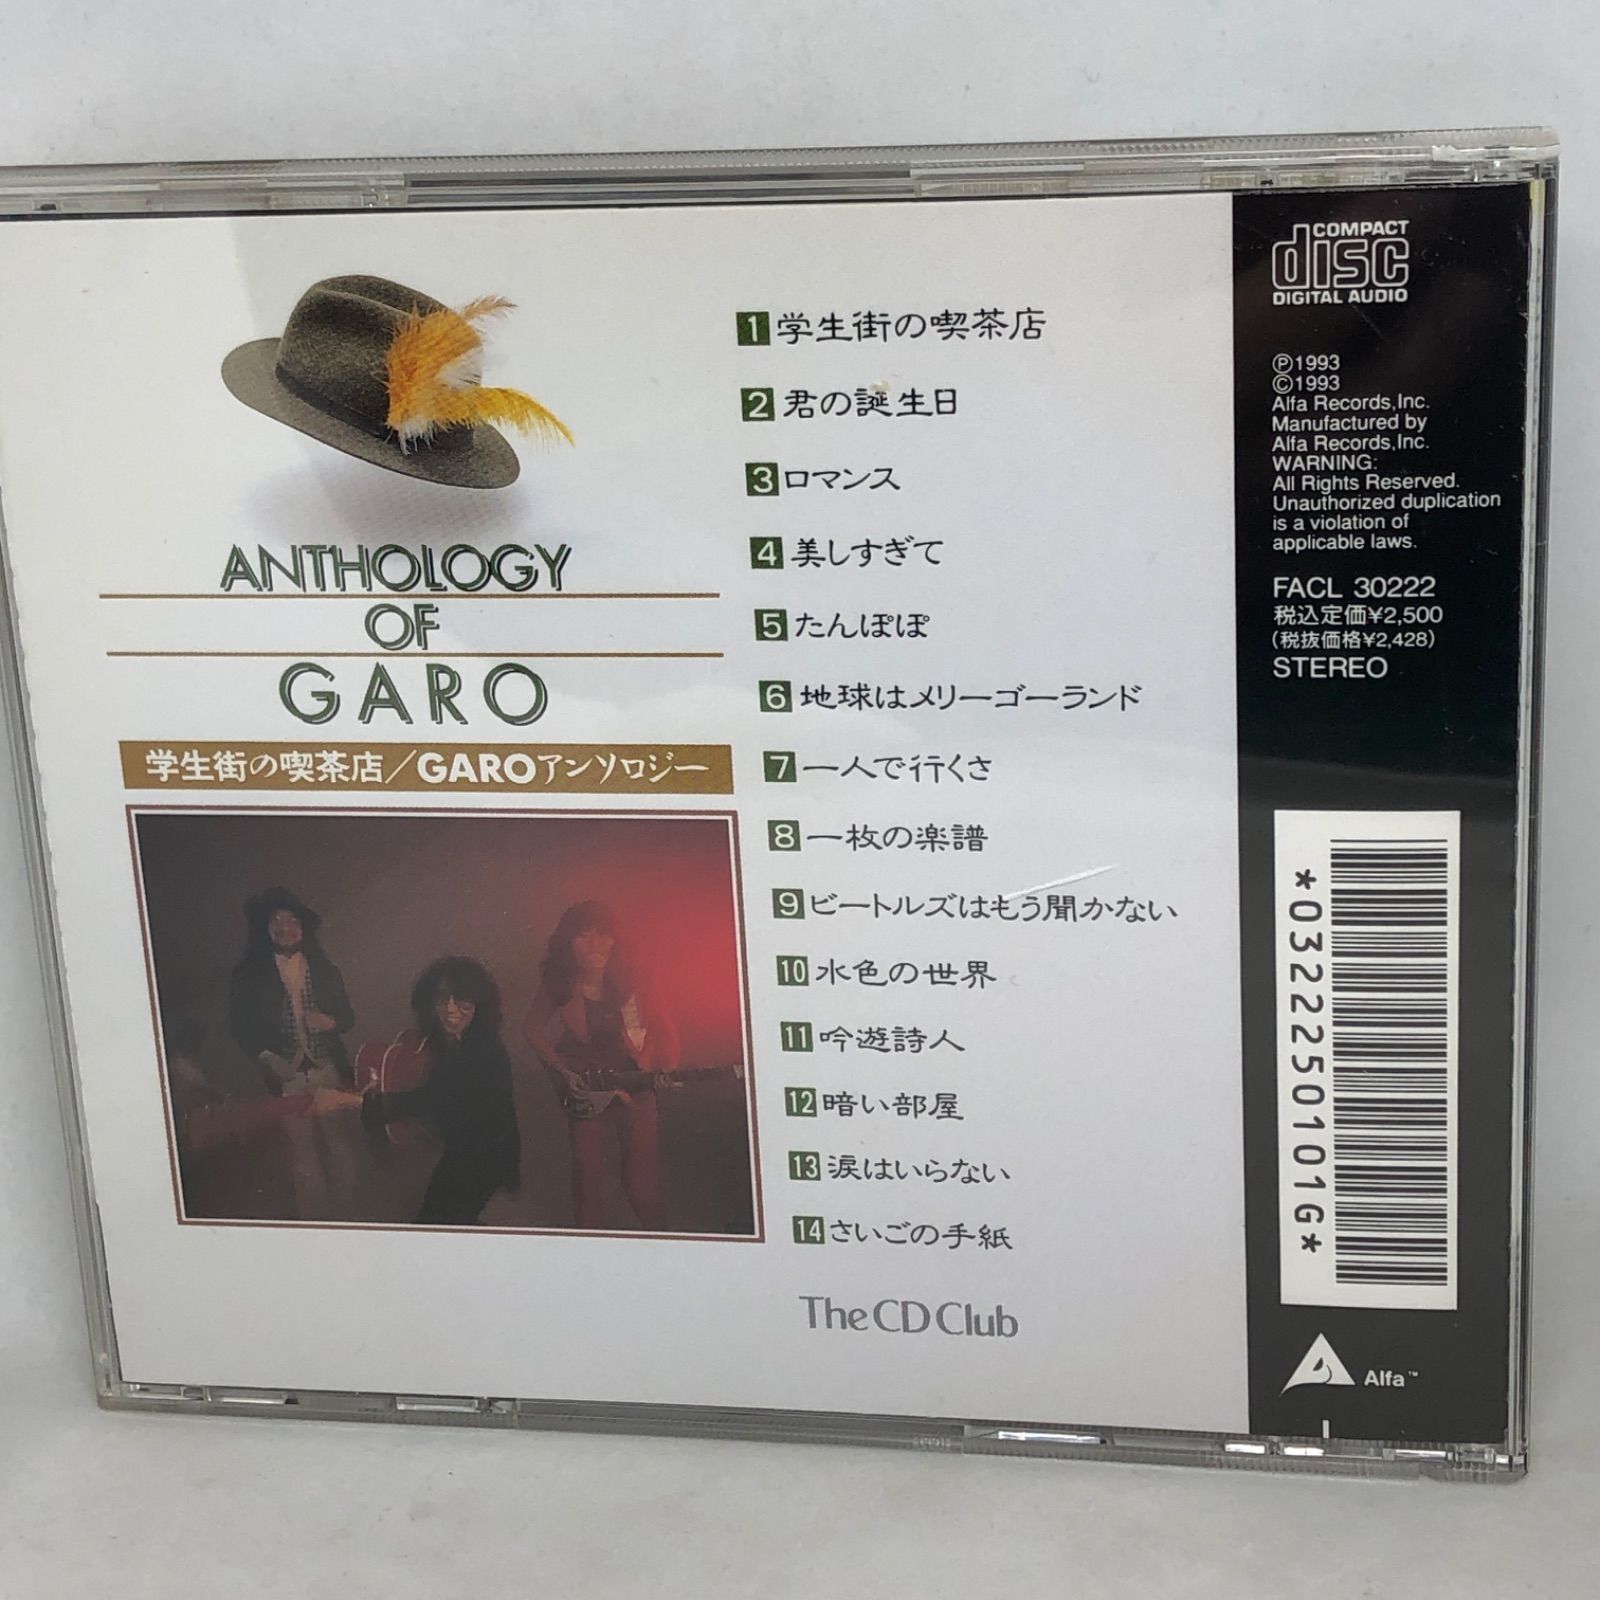 ANTHOLOGY
OF
GARO
学生街の喫茶店/GAROアンソロジー
1 学生街の喫茶店
2 君の誕生日
3 ロマンス
4 美しすぎて
5 たんぽぽ
6 地球はメリーゴーランド
7 一人で行くさ
8 一枚の楽譜
9 ビートルズはもう聞かない
10 水色の世界
11 吟遊詩人
12 暗い部屋
13 涙はいらない
14 さいごの手紙
The CD Club
COMPACT
disc
DIGITAL AUDIO
Ⓟ1993
©1993
Alfa Records,Inc.
Manufactured by
Alfa Records,Inc.
WARNING:
All Rights Reserved.
Unauthorized duplication
is a violation of
applicable laws.
FACL 30222
税込定価¥2,500
(税抜価格¥2,428)
STEREO
*0322250101G*
Alfa™